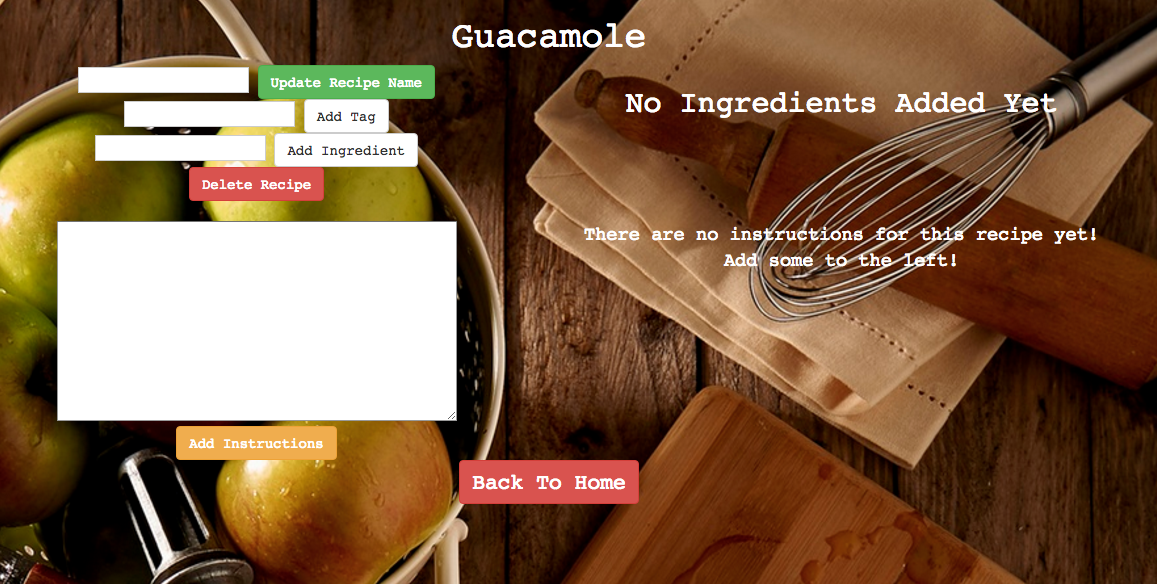 Guacamole
Update Recipe Name
Add Tag
Add Ingredient
Delete Recipe
Add Instructions
No Ingredients Added Yet
There are no instructions for this recipe yet!
Add some to the left!
Back To Home